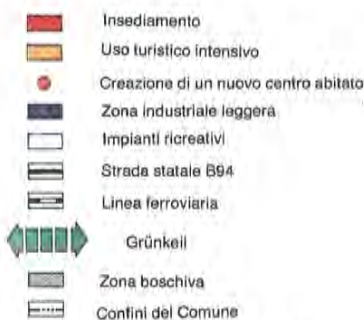 Insediamento
Uso turistico intensivo
Creazione di un nuovo centro abitato
Zona industriale leggera
Impianti ricreativi
Strada statale B94
Linea ferroviaria
Grünkeil
Zona boschiva
Confini del Comune